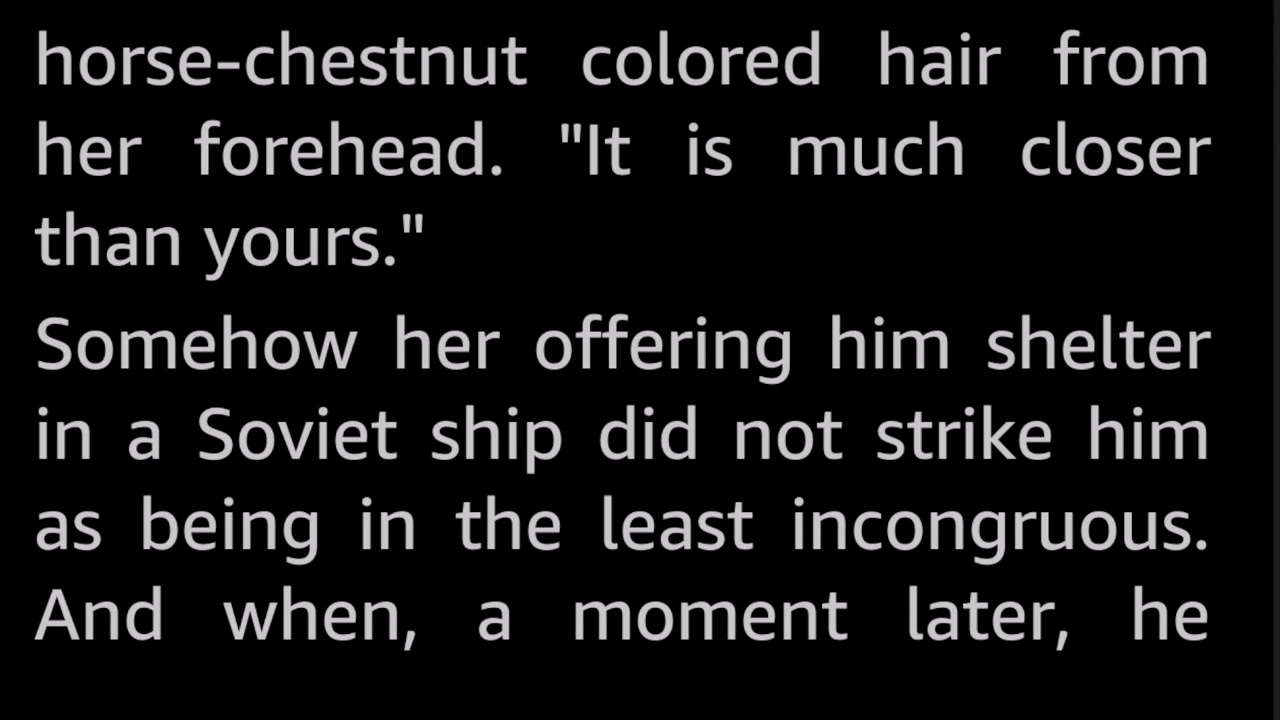 horse-chestnut colored hair from
her forehead. "It is much closer
than yours."
Somehow her offering him shelter
in a Soviet ship did not strike him
as being in the least incongruous.
And when, a moment later, he